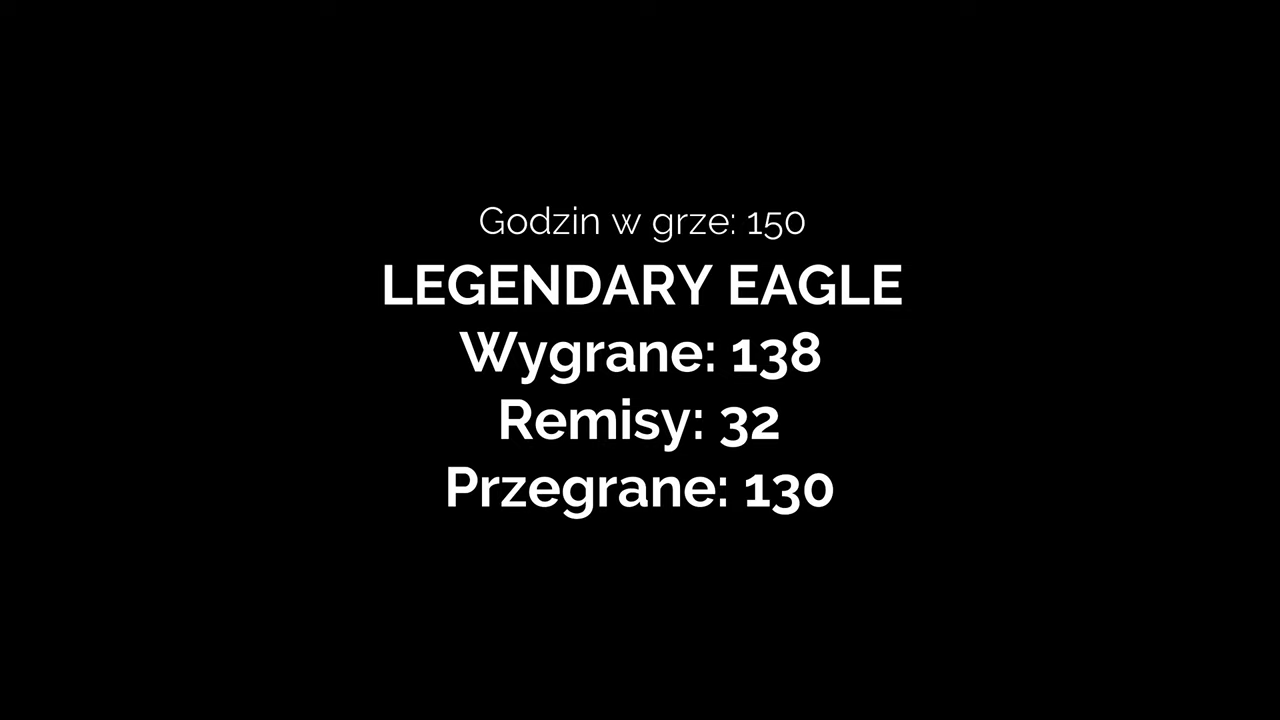 Godzin w grze: 150
LEGENDARY EAGLE
Wygrane: 138
Remisy: 32
Przegrane: 130